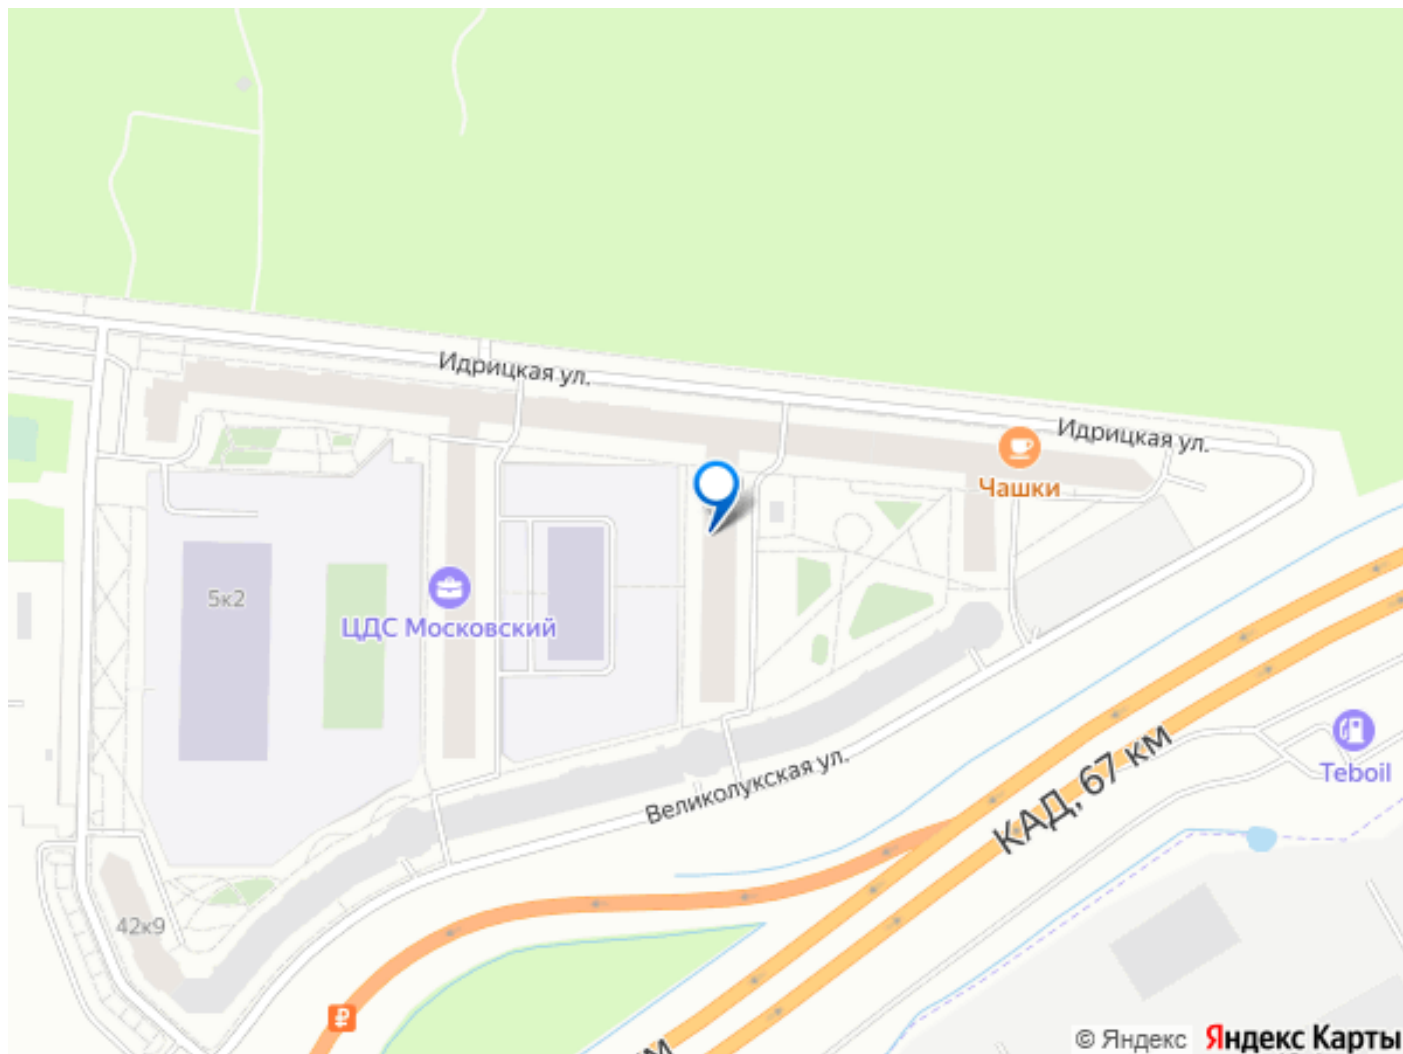 Идрицкая ул.
Идрицкая ул.
Чашки
5к2
ЦДС Московский
Великолукская ул.
КАД, 67 км
Teboil
42к9
© Яндекс Яндекс Карты